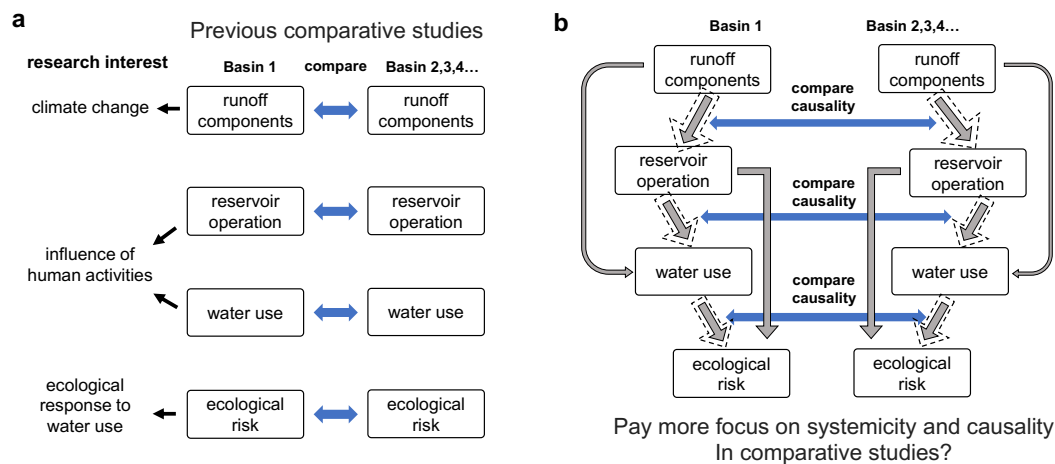 a
Previous comparative studies
research interest
Basin 1
compare
Basin 2,3,4...
climate change
runoff
components
runoff
components
influence of
human activities
reservoir
operation
reservoir
operation
water use
water use
ecological
response to
water use
ecological
risk
ecological
risk
b
Basin 1
Basin 2,3,4...
runoff
components
runoff
components
compare
causality
reservoir
operation
reservoir
operation
compare
causality
water use
water use
compare
causality
ecological
risk
ecological
risk
Pay more focus on systemicity and causality
In comparative studies?